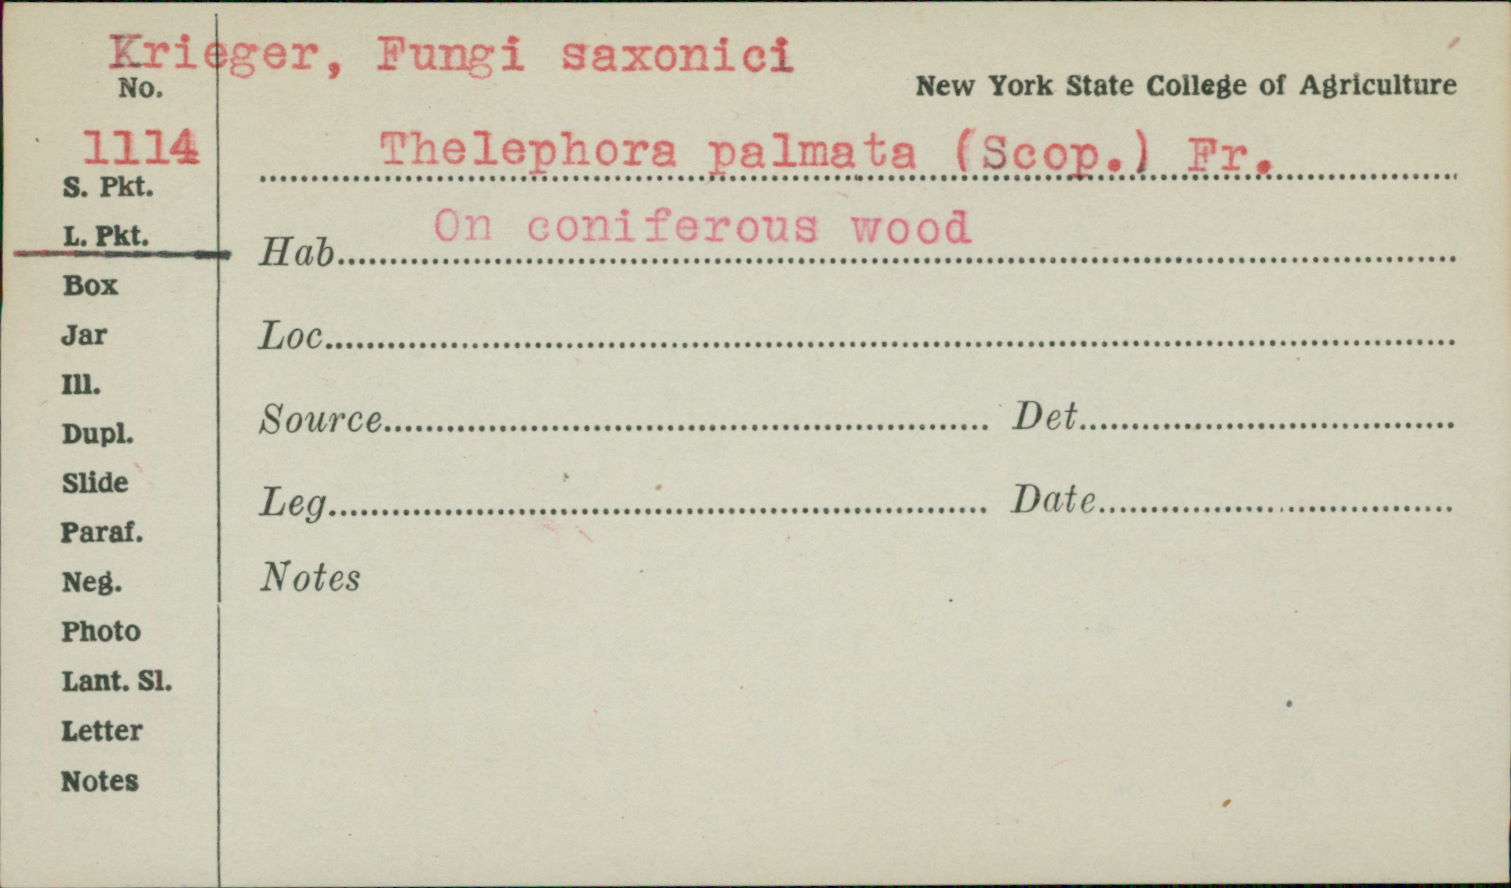 Krieger, Fungi saxonici
No.
New York State College of Agriculture
1114
Thelephora palmata (Scop.) Fr.
S. Pkt.
L. Pkt.
Hab. On coniferous wood
Box
Jar
Loc.
Ill.
Dupl.
Source Det.
Slide
Leg. Date
Paraf.
Neg.
Notes
Photo
Lant. Sl.
Letter
Notes